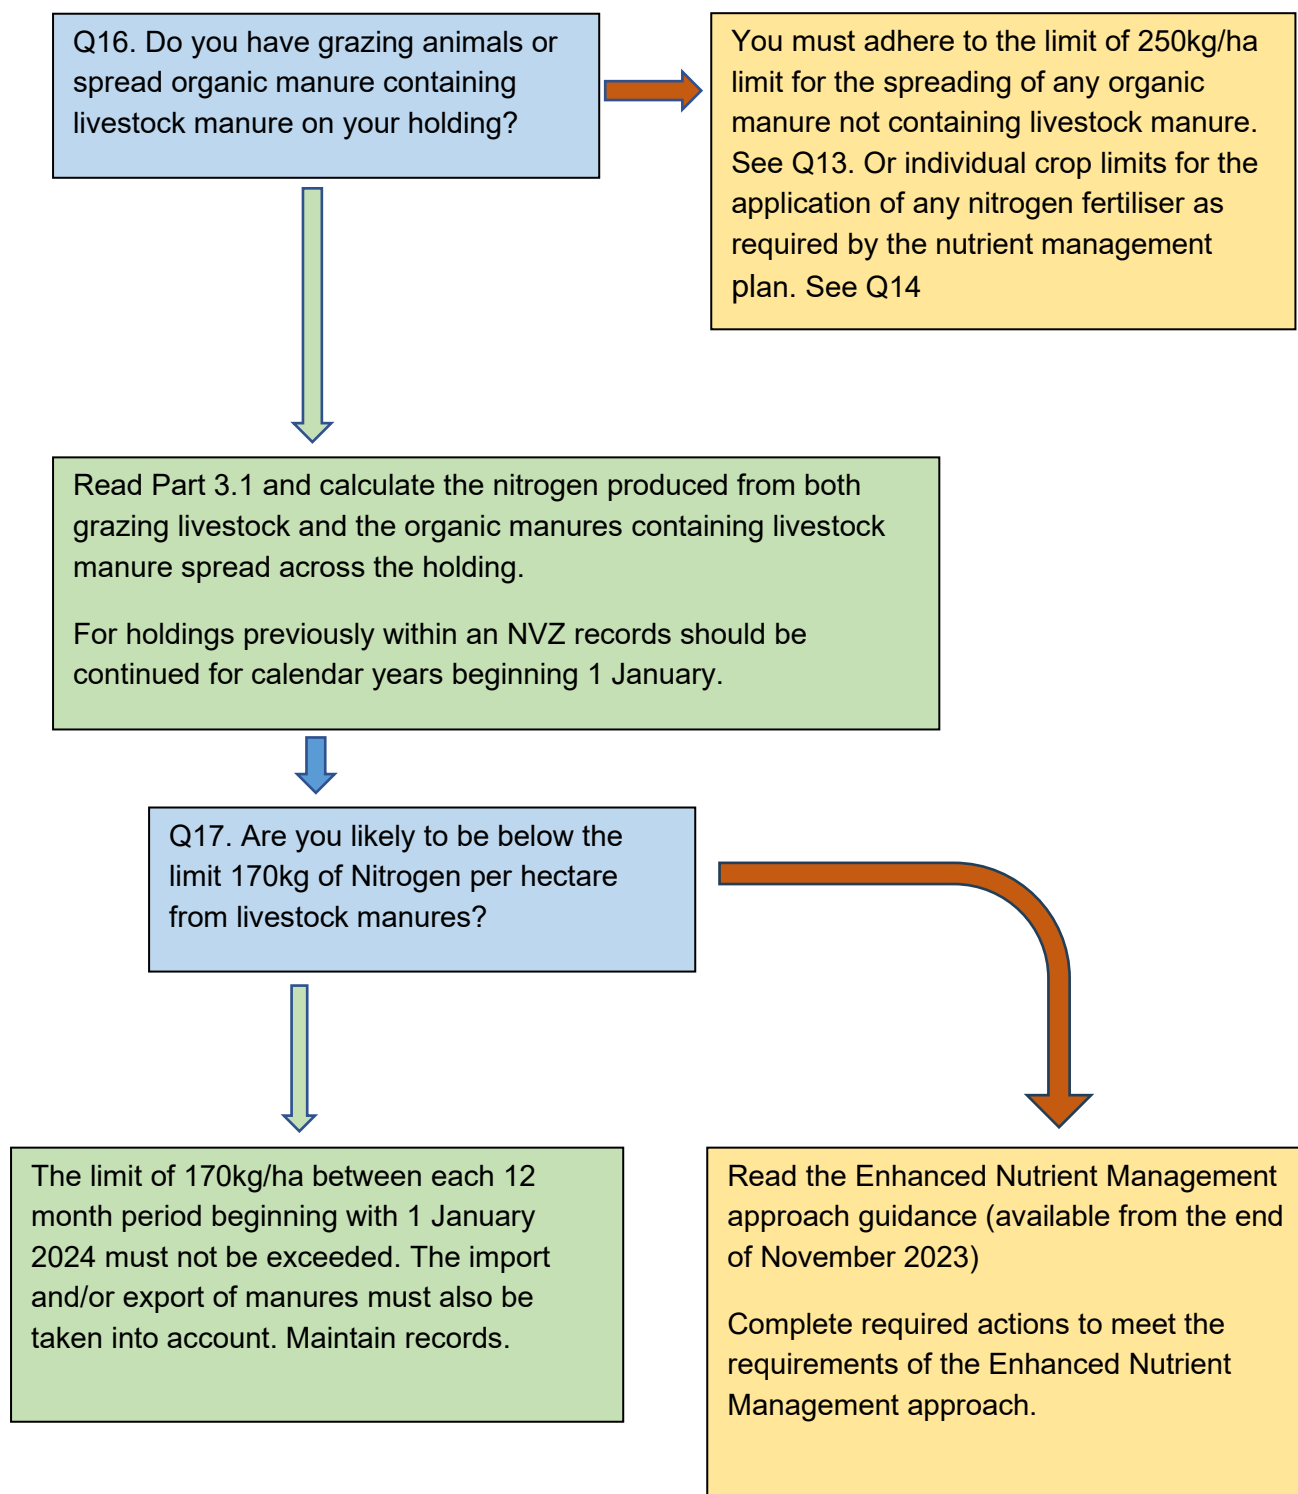 Q16. Do you have grazing animals or
spread organic manure containing
livestock manure on your holding?
You must adhere to the limit of 250kg/ha
limit for the spreading of any organic
manure not containing livestock manure.
See Q13. Or individual crop limits for the
application of any nitrogen fertiliser as
required by the nutrient management
plan. See Q14
Read Part 3.1 and calculate the nitrogen produced from both
grazing livestock and the organic manures containing livestock
manure spread across the holding.
For holdings previously within an NVZ records should be
continued for calendar years beginning 1 January.
Q17. Are you likely to be below the
limit 170kg of Nitrogen per hectare
from livestock manures?
The limit of 170kg/ha between each 12
month period beginning with 1 January
2024 must not be exceeded. The import
and/or export of manures must also be
taken into account. Maintain records.
Read the Enhanced Nutrient Management
approach guidance (available from the end
of November 2023)
Complete required actions to meet the
requirements of the Enhanced Nutrient
Management approach.